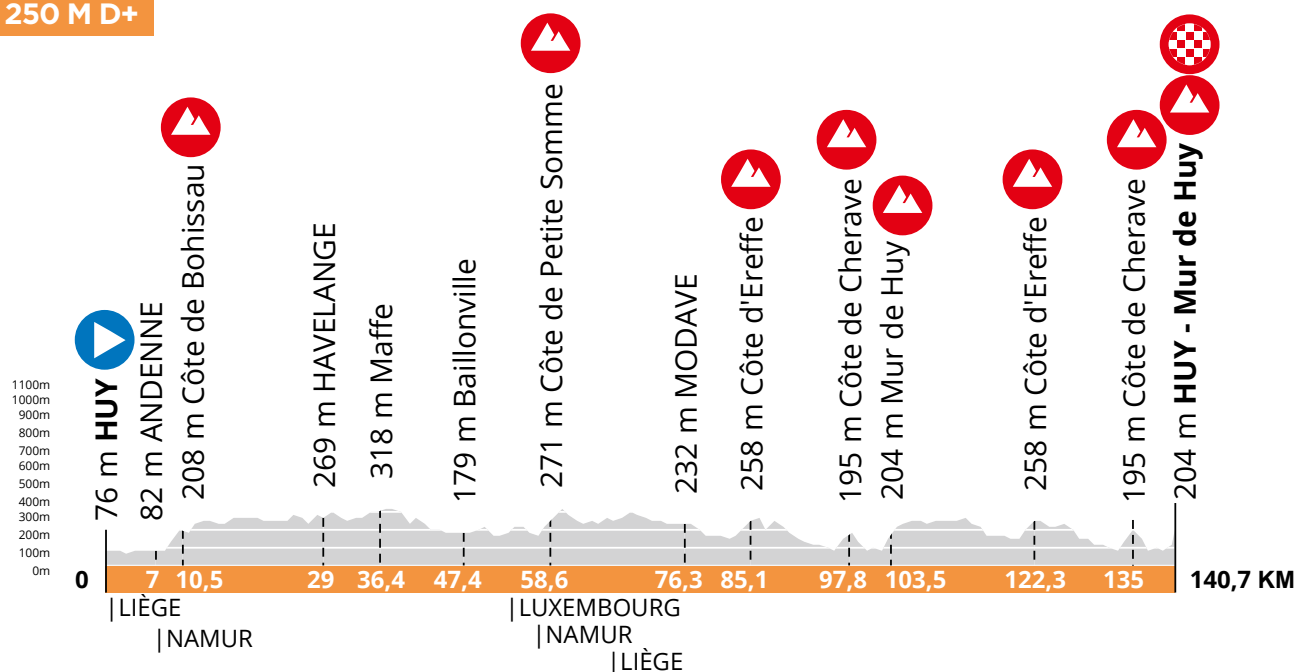 250 M D+
76 m HUY
82 m ANDENNE
208 m Côte de Bohissau
269 m HAVELANGE
318 m Maffe
179 m Baillonville
271 m Côte de Petite Somme
232 m MODAVE
258 m Côte d'Ereffe
195 m Côte de Cherave
204 m Mur de Huy
258 m Côte d'Ereffe
195 m Côte de Cherave
204 m HUY - Mur de Huy
1100m
1000m
900m
800m
700m
600m
500m
400m
300m
200m
100m
0m
0 7 10,5 29 36,4 47,4 58,6 76,3 85,1 97,8 103,5 122,3 135 140,7 KM
|LIÈGE |LUXEMBOURG
|NAMUR |NAMUR
|LIÈGE